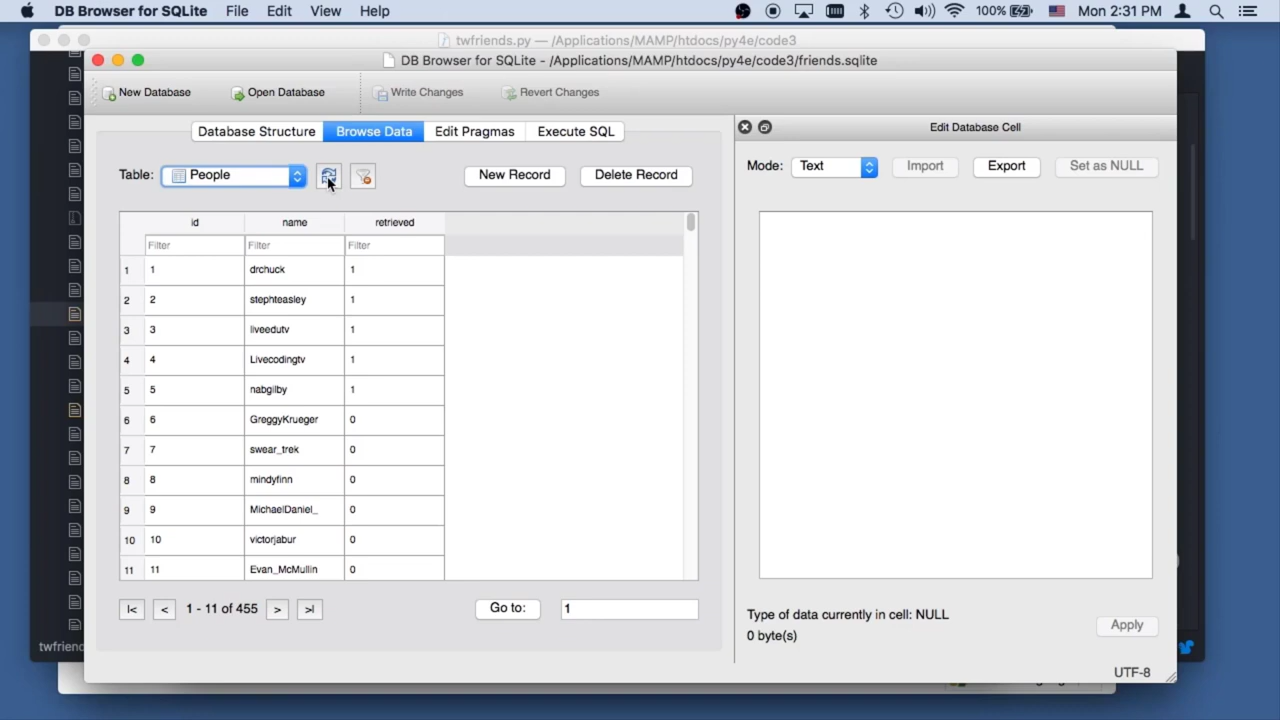 DB Browser for SQLite File Edit View Help 100% Mon 2:31 PM
twfriends.py — /Applications/MAMP/htdocs/py4e/code3
DB Browser for SQLite - /Applications/MAMP/htdocs/py4e/code3/friends.sqlite
New Database Open Database Write Changes Revert Changes
Database Structure Browse Data Edit Pragmas Execute SQL
Edit Database Cell
Table: People New Record Delete Record
Mode: Text Import Export Set as NULL
id name retrieved
Filter Filter Filter
1 1 drchuck 1
2 2 stephteasley 1
3 3 liveedutv 1
4 4 Livecodingtv 1
5 5 nabgilby 1
6 6 GreggyKrueger 0
7 7 swear_trek 0
8 8 mindyfinn 0
9 9 MichaelDaniel_ 0
10 10 victorjabur 0
11 11 Evan_McMullin 0
|< < 1 - 11 of 455 > >| Go to: 1
Type of data currently in cell: NULL
0 byte(s)
Apply
twfriend
UTF-8